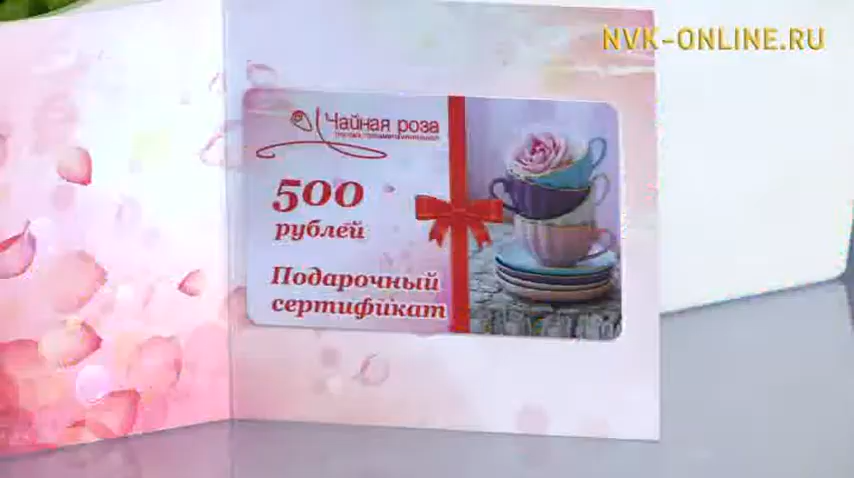 NVK-ONLINE.RU
Чайная роза
500
рублей
Подарочный
сертификат